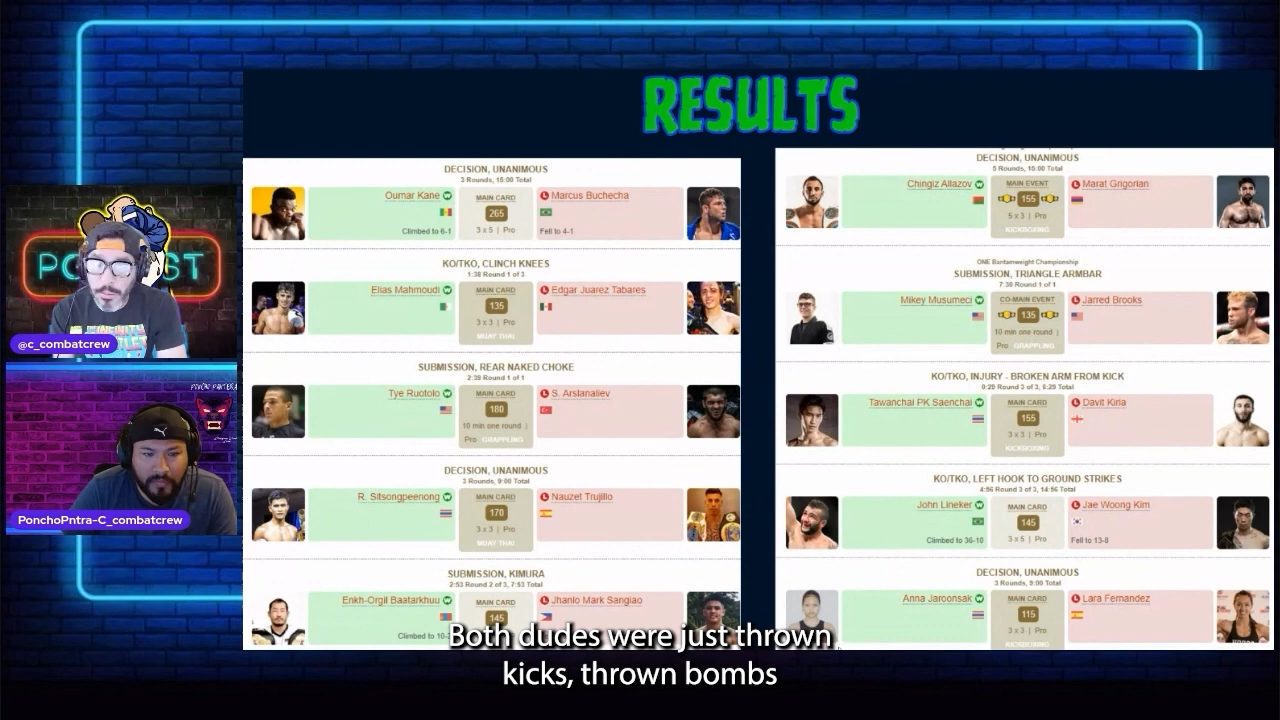 RESULTS
DECISION, UNANIMOUS
3 Rounds, 15:00 Total
Oumar Kane W
MAIN CARD
L Marcus Buchecha
265
Climbed to 6-1
3 x 5 | Pro
Fell to 4-1
KO/TKO, CLINCH KNEES
1:38 Round 1 of 3
Elias Mahmoudi W
MAIN CARD
L Edgar Juarez Tabares
135
3 x 3 | Pro
MUAY THAI
SUBMISSION, REAR NAKED CHOKE
2:39 Round 1 of 1
Tye Ruotolo W
MAIN CARD
L S. Arslanaliev
180
10 min one round |
Pro GRAPPLING
DECISION, UNANIMOUS
3 Rounds, 9:00 Total
R. Sitsongpeenong W
MAIN CARD
L Nauzet Trujillo
170
3 x 3 | Pro
MUAY THAI
SUBMISSION, KIMURA
2:53 Round 2 of 3, 7:53 Total
Enkh-Orgil Baatarkhuu W
MAIN CARD
L Jhanlo Mark Sangiao
145
Climbed to 10-
DECISION, UNANIMOUS
5 Rounds, 15:00 Total
Chingiz Allazov W
MAIN EVENT
L Marat Grigorian
155
5 x 3 | Pro
KICKBOXING
ONE Bantamweight Championship
SUBMISSION, TRIANGLE ARMBAR
7:30 Round 1 of 1
Mikey Musumeci W
CO-MAIN EVENT
L Jarred Brooks
135
10 min one round |
Pro GRAPPLING
KO/TKO, INJURY - BROKEN ARM FROM KICK
0:29 Round 3 of 3, 6:29 Total
Tawanchai PK Saenchai W
MAIN CARD
L Davit Kiria
155
3 x 3 | Pro
KICKBOXING
KO/TKO, LEFT HOOK TO GROUND STRIKES
4:56 Round 3 of 3, 14:56 Total
John Lineker W
MAIN CARD
L Jae Woong Kim
145
Climbed to 36-10
3 x 5 | Pro
Fell to 13-8
DECISION, UNANIMOUS
3 Rounds, 9:00 Total
Anna Jaroonsak W
MAIN CARD
L Lara Fernandez
115
3 x 3 | Pro
KICKBOXING
@c_combatcrew
PonchoPntra-C_combatcrew
Both dudes were just thrown
kicks, thrown bombs